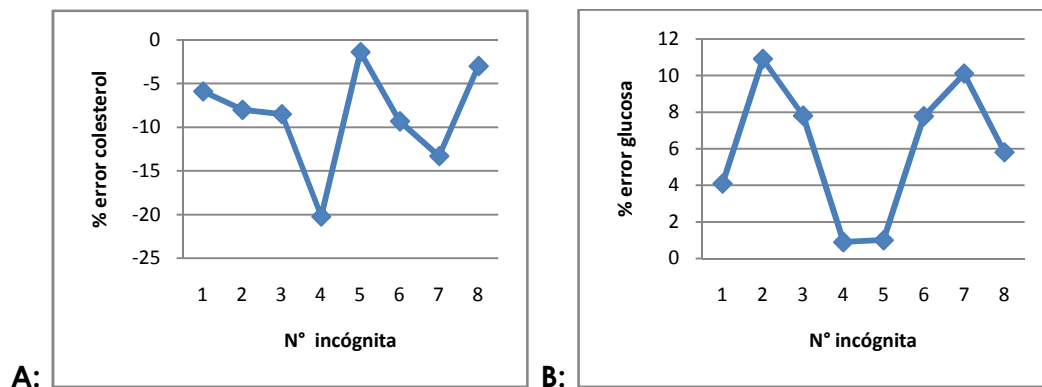 0
-5
-10
-15
-20
-25
% error colesterol
1 2 3 4 5 6 7 8
N° incógnita
A:
12
10
8
6
4
2
0
% error glucosa
1 2 3 4 5 6 7 8
N° incógnita
B: